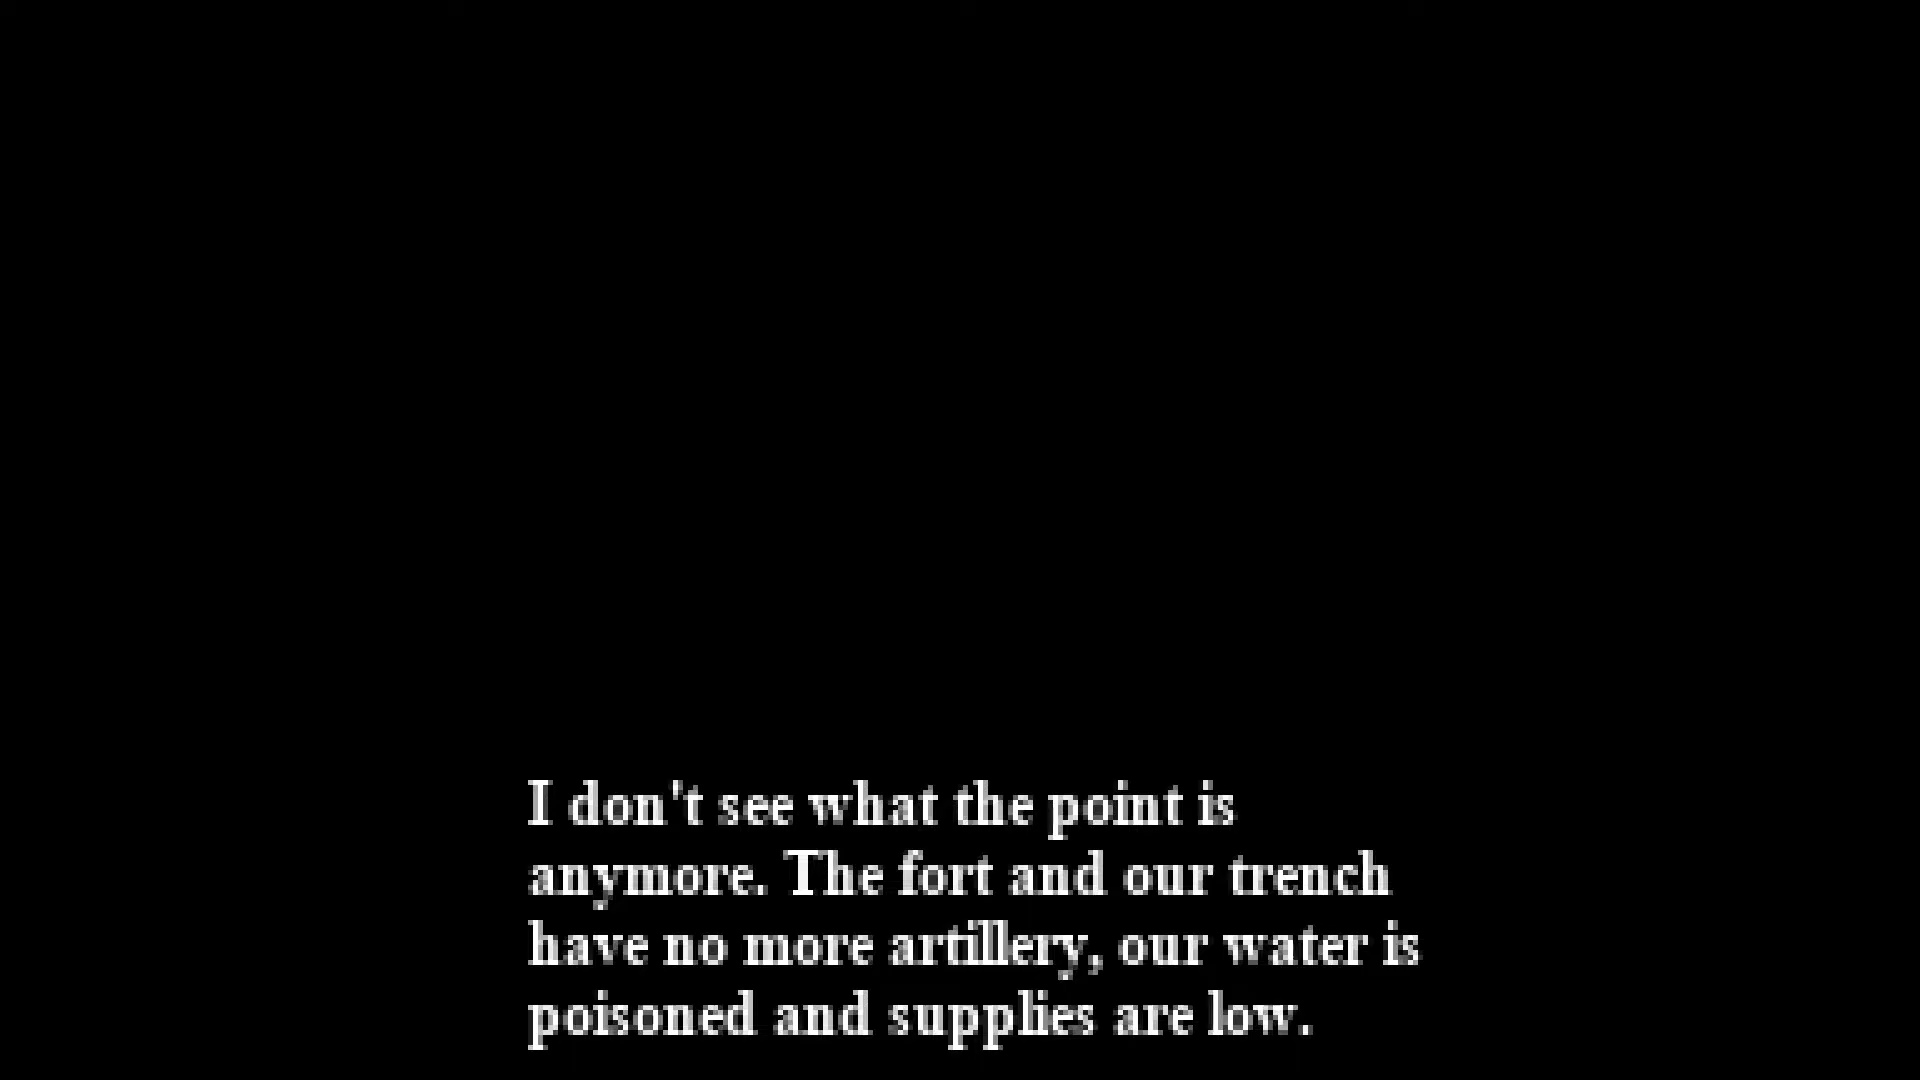 I don't see what the point is
anymore. The fort and our trench
have no more artillery, our water is
poisoned and supplies are low.